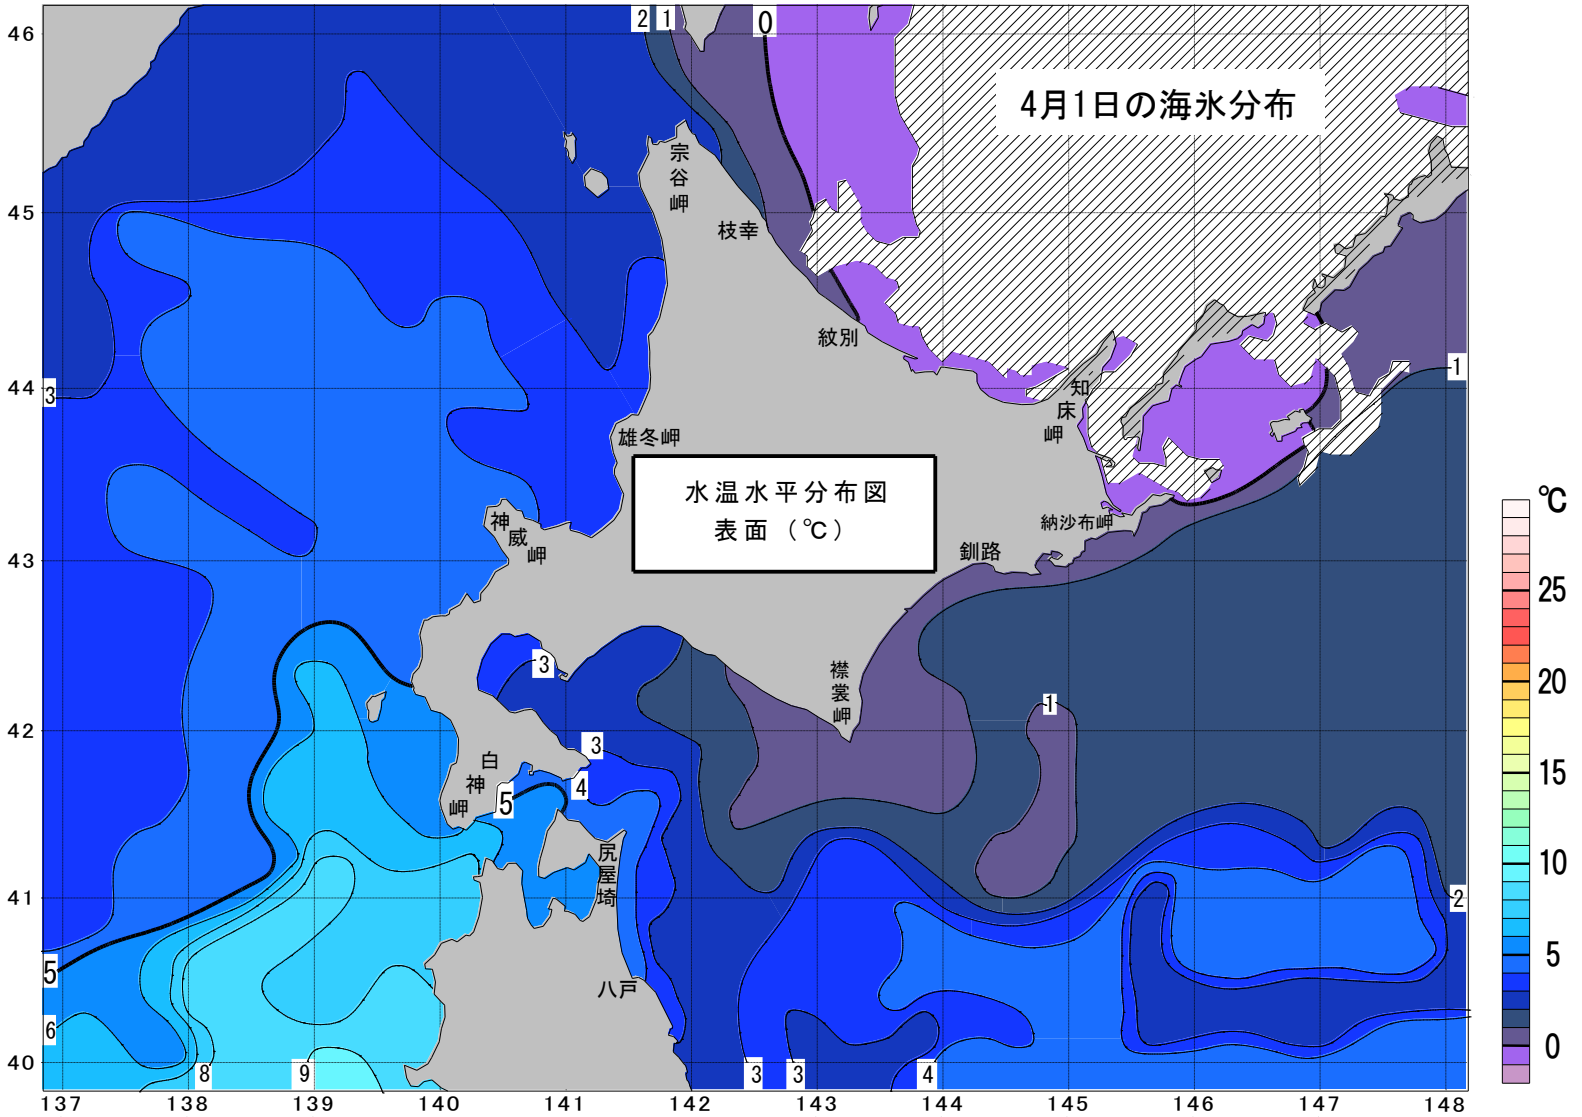 46
45
44
43
42
41
40
137 138 139 140 141 142 143 144 145 146 147 148
2 1 0
4月1日の海氷分布
宗谷岬
枝幸
紋別
知床岬
1
3
雄冬岬
水温水平分布図
表面(℃)
神威岬
納沙布岬
釧路
襟裳岬
3
1
3
4
5
白神岬
尻屋埼
2
5
八戸
6
8
9
3
3
4
℃
25
20
15
10
5
0